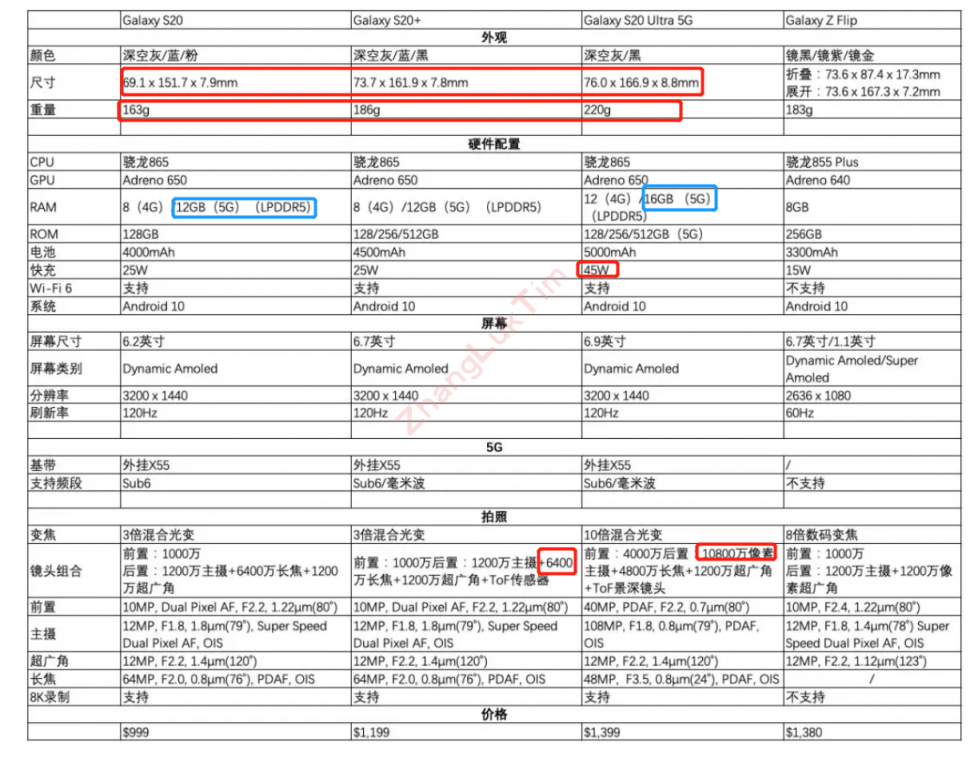 Galaxy S20 Galaxy S20+ Galaxy S20 Ultra 5G Galaxy Z Flip
外观
颜色 深空灰/蓝/粉 深空灰/蓝/黑 深空灰/黑 镜黑/镜紫/镜金
尺寸 69.1 x 151.7 x 7.9mm 73.7 x 161.9 x 7.8mm 76.0 x 166.9 x 8.8mm 折叠：73.6 x 87.4 x 17.3mm
展开：73.6 x 167.3 x 7.2mm
重量 163g 186g 220g 183g
硬件配置
CPU 骁龙865 骁龙865 骁龙865 骁龙855 Plus
GPU Adreno 650 Adreno 650 Adreno 650 Adreno 640
RAM 8（4G）/12GB（5G）（LPDDR5） 8（4G）/12GB（5G）（LPDDR5） 12（4G）/16GB（5G） 8GB
（LPDDR5）
ROM 128GB 128/256/512GB 128/256/512GB（5G） 256GB
电池 4000mAh 4500mAh 5000mAh 3300mAh
快充 25W 25W 45W 15W
Wi-Fi 6 支持 支持 支持 不支持
系统 Android 10 Android 10 Android 10 Android 10
屏幕
屏幕尺寸 6.2英寸 6.7英寸 6.9英寸 6.7英寸/1.1英寸
屏幕类别 Dynamic Amoled Dynamic Amoled Dynamic Amoled Dynamic Amoled/Super
Amoled
分辨率 3200 x 1440 3200 x 1440 3200 x 1440 2636 x 1080
刷新率 120Hz 120Hz 120Hz 60Hz
5G
基带 外挂X55 外挂X55 外挂X55 /
支持频段 Sub6 Sub6/毫米波 Sub6/毫米波 不支持
拍照
变焦 3倍混合光变 3倍混合光变 10倍混合光变 8倍数码变焦
镜头组合 前置：1000万
后置：1200万主摄+6400万长焦+1200
万超广角
前置：1000万后置：1200万主摄+6400
万长焦+1200万超广角+ToF传感器
前置：4000万后置：10800万像素
主摄+4800万长焦+1200万超广角
+ToF景深镜头
前置：1000万
后置：1200万主摄+1200万像
素超广角
前置 10MP, Dual Pixel AF, F2.2, 1.22μm(80°) 10MP, Dual Pixel AF, F2.2, 1.22μm(80°) 40MP, PDAF, F2.2, 0.7μm(80°) 10MP, F2.4, 1.22μm(80°)
主摄 12MP, F1.8, 1.8μm(79°), Super Speed
Dual Pixel AF, OIS
12MP, F1.8, 1.8μm(79°), Super Speed
Dual Pixel AF, OIS
108MP, F1.8, 0.8μm(79°), PDAF,
OIS
12MP, F1.8, 1.4μm(78°) Super
Speed Dual Pixel AF, OIS
超广角 12MP, F2.2, 1.4μm(120°) 12MP, F2.2, 1.4μm(120°) 12MP, F2.2, 1.4μm(120°) 12MP, F2.2, 1.12μm(123°)
长焦 64MP, F2.0, 0.8μm(76°), PDAF, OIS 64MP, F2.0, 0.8μm(76°), PDAF, OIS 48MP, F3.5, 0.8μm(24°), PDAF, OIS /
8K录制 支持 支持 支持 不支持
价格
$999 $1,199 $1,399 $1,380
ZhangLukTim